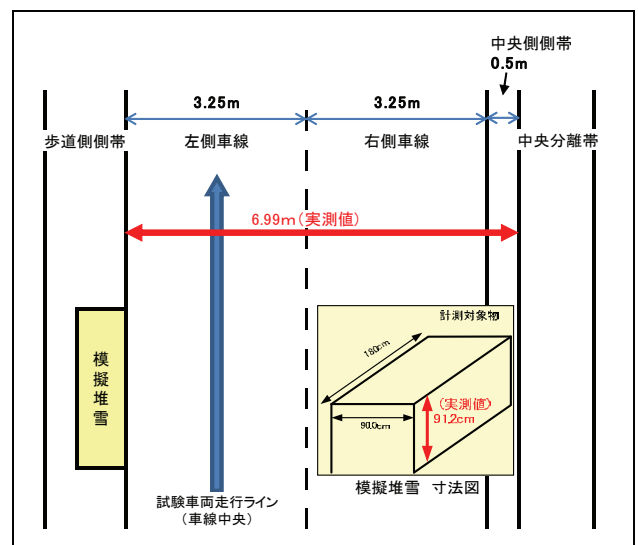 中央側側帯
0.5m
3.25m
3.25m
歩道側側帯
左側車線
右側車線
中央分離帯
6.99m(実測値)
計測対象物
180cm
90.0cm
(実測値)
91.2cm
模擬堆雪
模擬堆雪 寸法図
試験車両走行ライン
(車線中央)